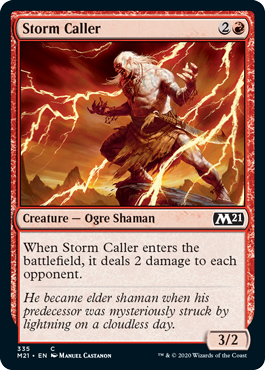 Storm Caller 2
Creature — Ogre Shaman M21
When Storm Caller enters the
battlefield, it deals 2 damage to each
opponent.
He became elder shaman when his
predecessor was mysteriously struck by
lightning on a cloudless day.
3/2
335 C
M21 • EN MANUEL CASTAÑON ™ & © 2020 Wizards of the Coast